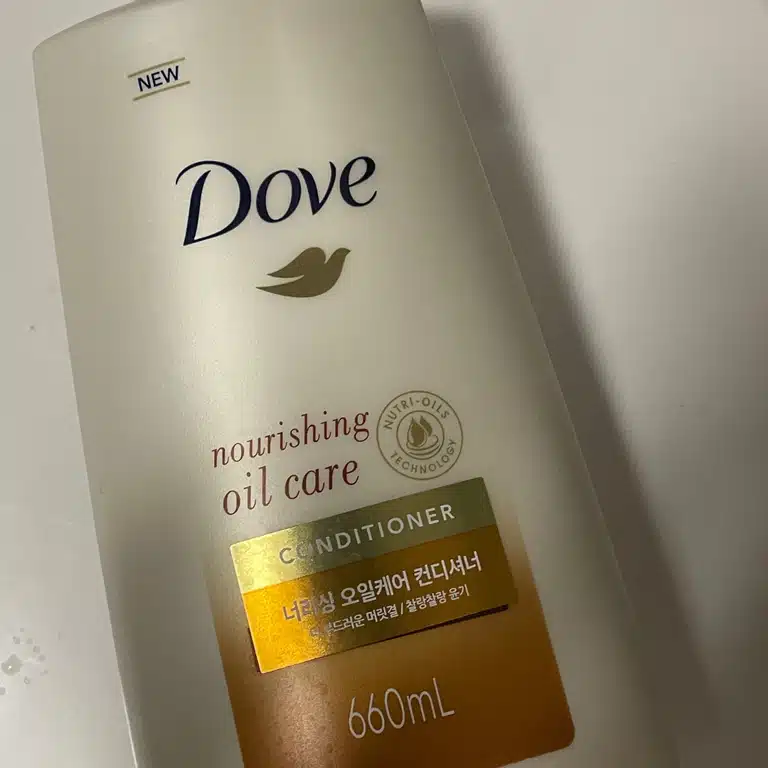 NEW
Dove
nourishing
oil care
NUTRI-OILS
TECHNOLOGY
CONDITIONER
너리싱 오일케어 컨디셔너
부드러운 머릿결 / 찰랑찰랑 윤기
660mL